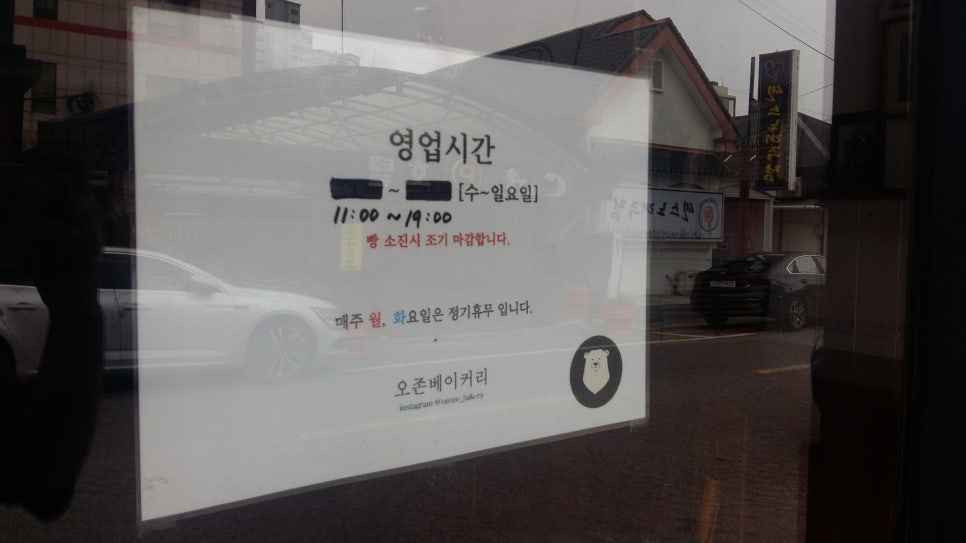 영업시간
~ [수~일요일]
11:00 ~ 19:00
빵 소진시 조기 마감합니다.
매주 월, 화요일은 정기휴무 입니다.
오존베이커리
instagram @ozone_bakery